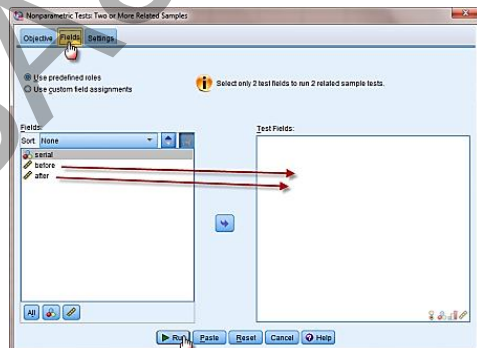 Nonparametric Tests: Two or More Related Samples
Objective Fields Settings
Use predefined roles
Use custom field assignments
Select only 2 test fields to run 2 related sample tests.
Fields:
Sort: None
serial
before
after
Test Fields:
All
Run Paste Reset Cancel Help